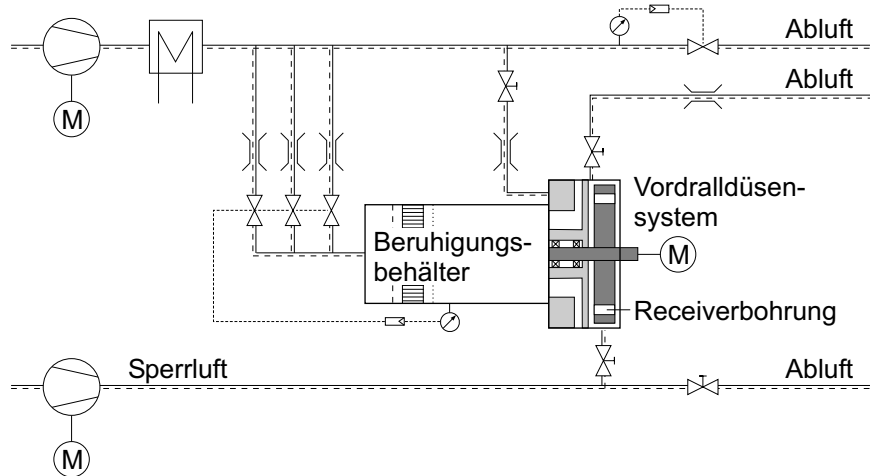 Abluft
Abluft
M
Vordralldüsen-
system
Beruhigungs-
behälter
M
Receiverbohrung
Sperrluft
Abluft
M